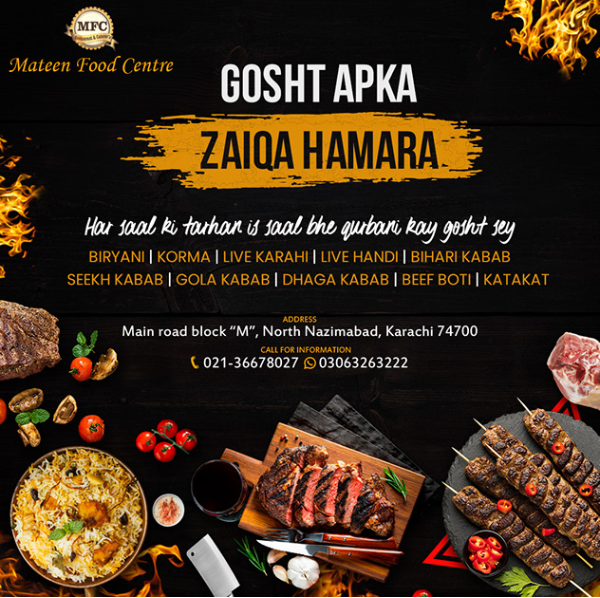 MFC
Mateen Food Centre
GOSHT APKA
ZAIQA HAMARA
Har saal ki tarhan is saal bhe qurbani kay gosht sey
BIRYANI | KORMA | LIVE KARAHI | LIVE HANDI | BIHARI KABAB
SEEKH KABAB | GOLA KABAB | DHAGA KABAB | BEEF BOTI | KATAKAT
ADDRESS
Main road block “M”, North Nazimabad, Karachi 74700
CALL FOR INFORMATION
021-36678027 03063263222